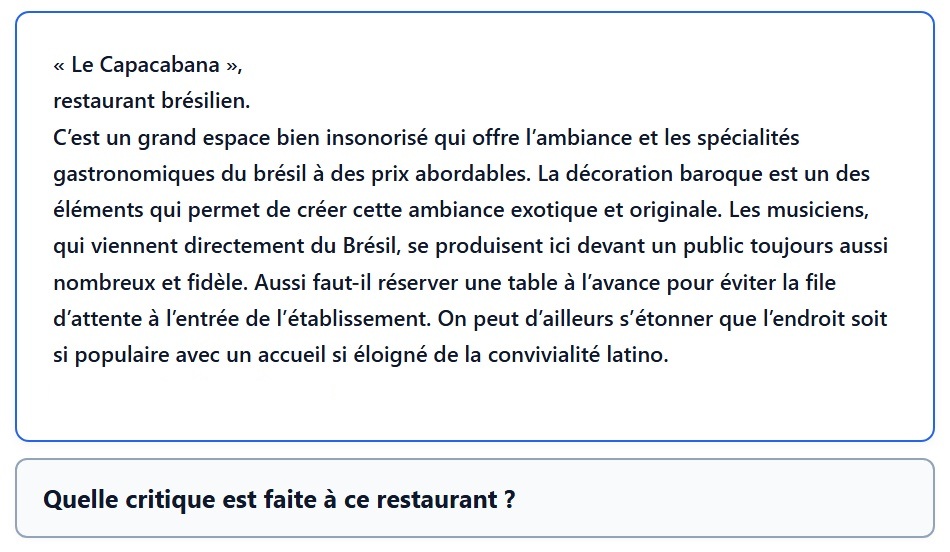 « Le Capacabana »,
restaurant brésilien.
C’est un grand espace bien insonorisé qui offre l’ambiance et les spécialités
gastronomiques du brésil à des prix abordables. La décoration baroque est un des
éléments qui permet de créer cette ambiance exotique et originale. Les musiciens,
qui viennent directement du Brésil, se produisent ici devant un public toujours aussi
nombreux et fidèle. Aussi faut-il réserver une table à l’avance pour éviter la file
d’attente à l’entrée de l’établissement. On peut d’ailleurs s’étonner que l’endroit soit
si populaire avec un accueil si éloigné de la convivialité latino.
Quelle critique est faite à ce restaurant ?